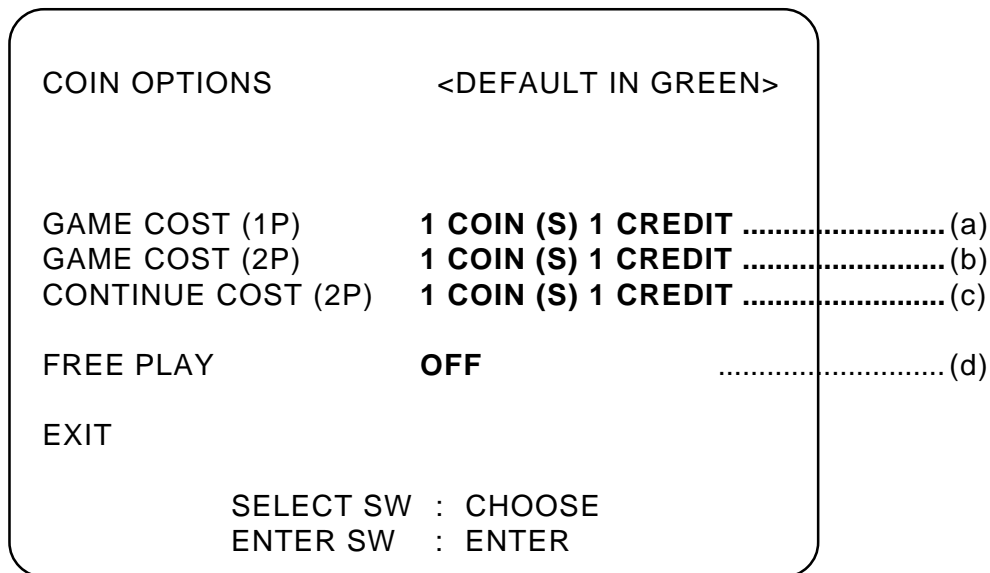 COIN OPTIONS <DEFAULT IN GREEN>
GAME COST (1P) 1 COIN (S) 1 CREDIT ......................... (a)
GAME COST (2P) 1 COIN (S) 1 CREDIT ......................... (b)
CONTINUE COST (2P) 1 COIN (S) 1 CREDIT ......................... (c)
FREE PLAY OFF ............................ (d)
EXIT
SELECT SW : CHOOSE
ENTER SW : ENTER